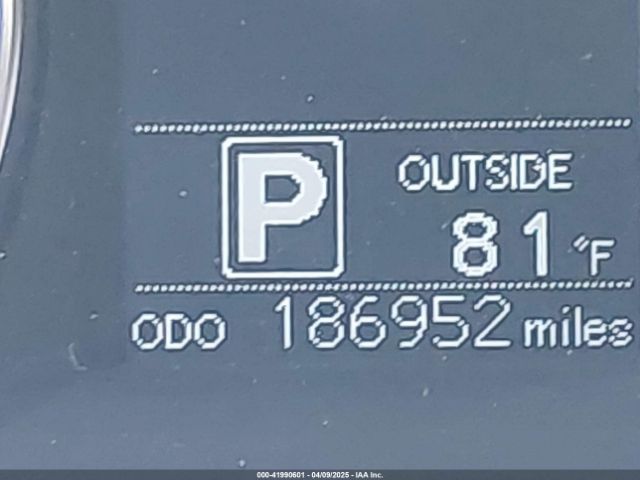 P
OUTSIDE
81 °F
ODO 186952 miles
000-41990601 - 04/09/2025 - IAA Inc.